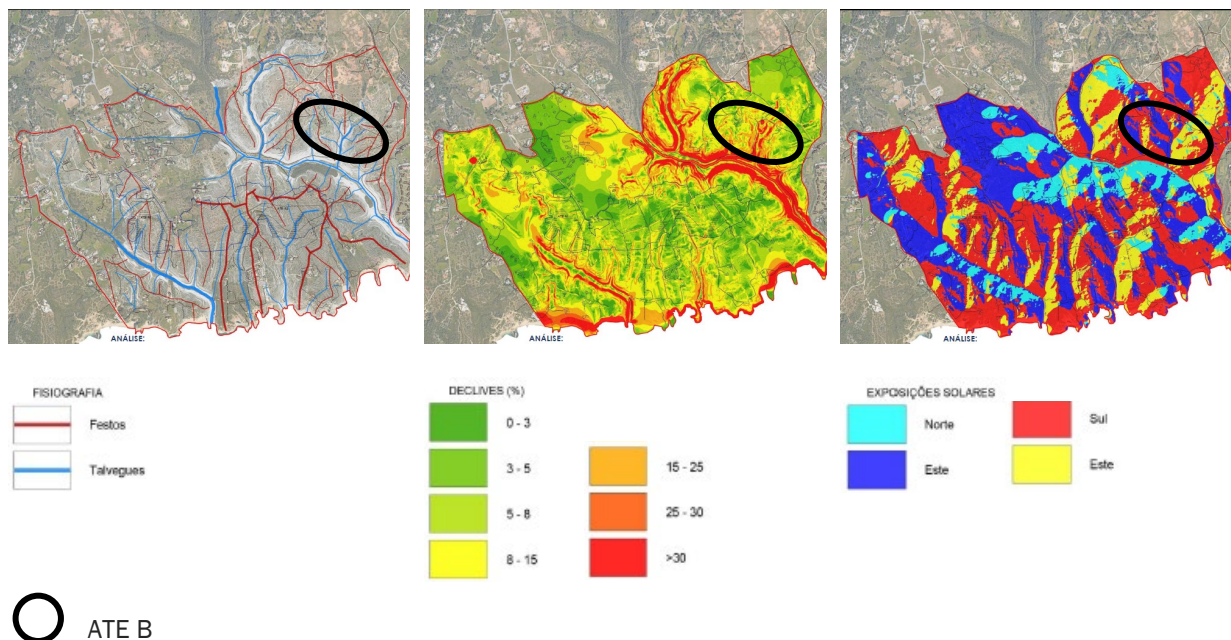 ANÁLISE:
ANÁLISE:
ANÁLISE:
FISIOGRAFIA
Festos
Talvegues
DECLIVES (%)
0 - 3
3 - 5
5 - 8
8 - 15
15 - 25
25 - 30
>30
EXPOSIÇÕES SOLARES
Norte
Este
Sul
Este
ATE B